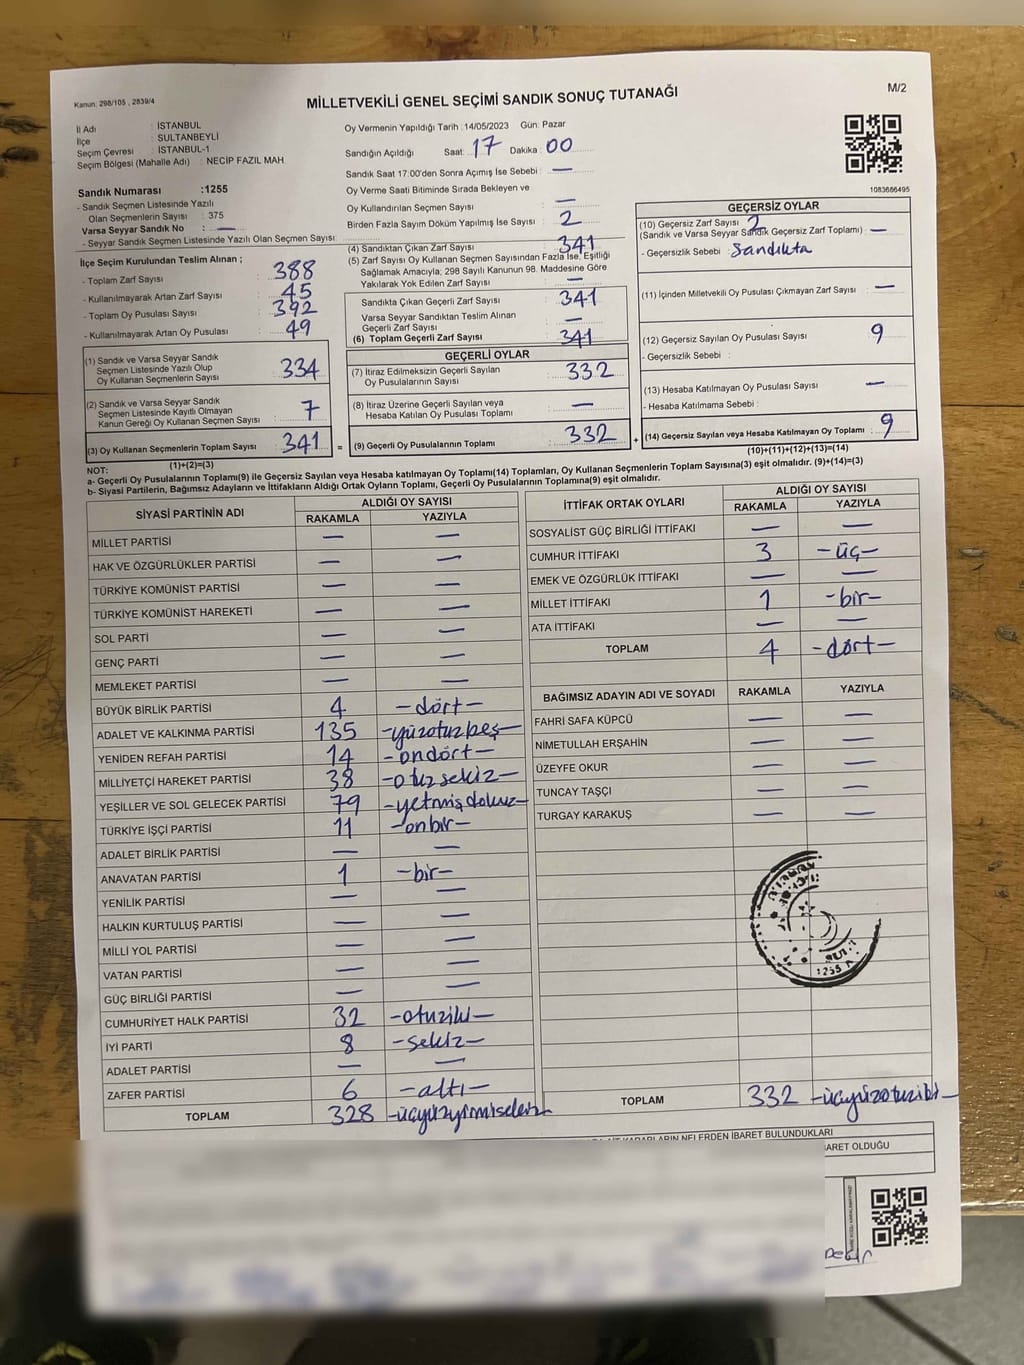 Kanun: 298/105 , 2839/4
MİLLETVEKİLİ GENEL SEÇİMİ SANDIK SONUÇ TUTANAĞI
M/2
İl Adı : İSTANBUL
İlçe : SULTANBEYLİ
Seçim Çevresi : İSTANBUL-1
Seçim Bölgesi (Mahalle Adı) : NECİP FAZIL MAH
Sandık Numarası :1255
- Sandık Seçmen Listesinde Yazılı
Olan Seçmenlerin Sayısı : 375
Varsa Seyyar Sandık No : —
- Seyyar Sandık Seçmen Listesinde Yazılı Olan Seçmen Sayısı:
İlçe Seçim Kurulundan Teslim Alınan ;
- Toplam Zarf Sayısı : 388
- Kullanılmayarak Artan Zarf Sayısı : 45
- Toplam Oy Pusulası Sayısı : 392
- Kullanılmayarak Artan Oy Pusulası : 49
(1) Sandık ve Varsa Seyyar Sandık
Seçmen Listesinde Yazılı Olup
Oy Kullanan Seçmenlerin Sayısı : 334
(2) Sandık ve Varsa Seyyar Sandık
Seçmen Listesinde Kayıtlı Olmayan
Kanun Gereği Oy Kullanan Seçmen Sayısı : 7
(3) Oy Kullanan Seçmenlerin Toplam Sayısı : 341 =
(1)+(2)=(3)
Oy Vermenin Yapıldığı Tarih :14/05/2023 Gün: Pazar
Sandığın Açıldığı Saat: 17 Dakika: 00
Sandık Saat 17:00'den Sonra Açımış İse Sebebi : —
Oy Verme Saati Bitiminde Sırada Bekleyen ve
Oy Kullandırılan Seçmen Sayısı : —
Birden Fazla Sayım Döküm Yapılmış İse Sayısı : 2
(4) Sandıktan Çıkan Zarf Sayısı : 341
(5) Zarf Sayısı Oy Kullanan Seçmen Sayısından Fazla İse, Eşitliği
Sağlamak Amacıyla; 298 Sayılı Kanunun 98. Maddesine Göre
Yakılarak Yok Edilen Zarf Sayısı : —
Sandıkta Çıkan Geçerli Zarf Sayısı : 341
Varsa Seyyar Sandıktan Teslim Alınan
Geçerli Zarf Sayısı : —
(6) Toplam Geçerli Zarf Sayısı : 341
GEÇERLİ OYLAR
(7) İtiraz Edilmeksizin Geçerli Sayılan
Oy Pusulalarının Sayısı : 332
(8) İtiraz Üzerine Geçerli Sayılan veya
Hesaba Katılan Oy Pusulası Toplamı : —
(9) Geçerli Oy Pusulalarının Toplamı : 332 +
1083686495
GEÇERSİZ OYLAR
(10) Geçersiz Zarf Sayısı 2
(Sandık ve Varsa Seyyar Sandık Geçersiz Zarf Toplamı) : —
- Geçersizlik Sebebi : Sandıkta
(11) İçinden Milletvekili Oy Pusulası Çıkmayan Zarf Sayısı : —
(12) Geçersiz Sayılan Oy Pusulası Sayısı : 9
- Geçersizlik Sebebi :
(13) Hesaba Katılmayan Oy Pusulası Sayısı : —
- Hesaba Katılmama Sebebi :
(14) Geçersiz Sayılan veya Hesaba Katılmayan Oy Toplamı : 9
(10)+(11)+(12)+(13)=(14)
NOT:
a- Geçerli Oy Pusulalarının Toplamı(9) ile Geçersiz Sayılan veya Hesaba katılmayan Oy Toplamı(14) Toplamları, Oy Kullanan Seçmenlerin Toplam Sayısına(3) eşit olmalıdır. (9)+(14)=(3)
b- Siyasi Partilerin, Bağımsız Adayların ve İttifakların Aldığı Ortak Oyların Toplamı, Geçerli Oy Pusulalarının Toplamına(9) eşit olmalıdır.
SİYASİ PARTİNİN ADI ALDIĞI OY SAYISI
RAKAMLA YAZIYLA
MİLLET PARTİSİ — —
HAK VE ÖZGÜRLÜKLER PARTİSİ — —
TÜRKİYE KOMÜNİST PARTİSİ — —
TÜRKİYE KOMÜNİST HAREKETİ — —
SOL PARTİ — —
GENÇ PARTİ — —
MEMLEKET PARTİSİ — —
BÜYÜK BİRLİK PARTİSİ 4 -dört-
ADALET VE KALKINMA PARTİSİ 135 -yüzotuzbeş-
YENİDEN REFAH PARTİSİ 14 -ondört-
MİLLİYETÇİ HAREKET PARTİSİ 38 -otuzsekiz-
YEŞİLLER VE SOL GELECEK PARTİSİ 79 -yetmişdokuz-
TÜRKİYE İŞÇİ PARTİSİ 11 -onbir-
ADALET BİRLİK PARTİSİ — —
ANAVATAN PARTİSİ 1 -bir-
YENİLİK PARTİSİ — —
HALKIN KURTULUŞ PARTİSİ — —
MİLLİ YOL PARTİSİ — —
VATAN PARTİSİ — —
GÜÇ BİRLİĞİ PARTİSİ — —
CUMHURİYET HALK PARTİSİ 32 -otuziki-
İYİ PARTİ 8 -sekiz-
ADALET PARTİSİ — —
ZAFER PARTİSİ 6 -altı-
TOPLAM 328 -üçyüzyirmisekiz
İTTİFAK ORTAK OYLARI ALDIĞI OY SAYISI
RAKAMLA YAZIYLA
SOSYALİST GÜÇ BİRLİĞİ İTTİFAKI — —
CUMHUR İTTİFAKI 3 -üç-
EMEK VE ÖZGÜRLÜK İTTİFAKI — —
MİLLET İTTİFAKI 1 -bir-
ATA İTTİFAKI — —
TOPLAM 4 -dört-
BAĞIMSIZ ADAYIN ADI VE SOYADI RAKAMLA YAZIYLA
FAHRİ SAFA KÜPCÜ — —
NİMETULLAH ERŞAHİN — —
ÜZEYFE OKUR — —
TUNCAY TAŞÇI — —
TURGAY KARAKUŞ — —
1255
TOPLAM 332 -üçyüzotuziki-
KARARLARIN NELERDEN İBARET BULUNDUKLARI
BARET OLDUĞU